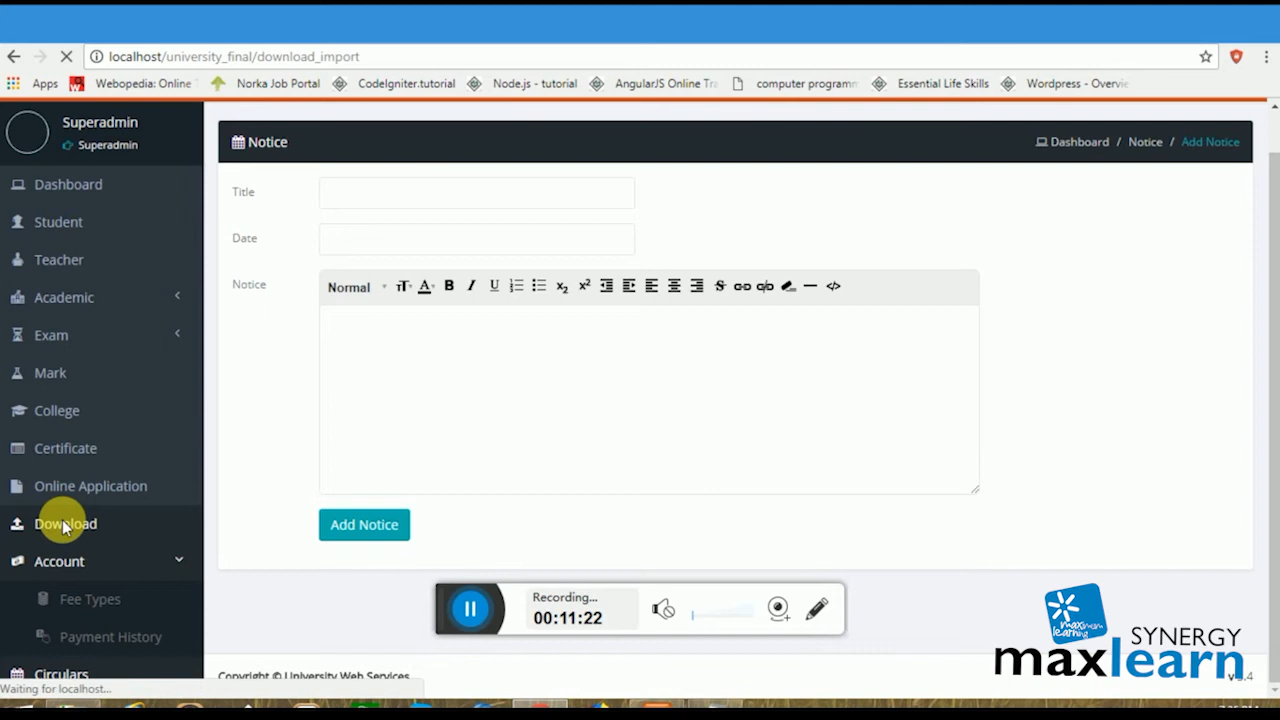 localhost/university_final/download_import
Apps
Webopedia: Online
Norka Job Portal
CodeIgniter.tutorial
Node.js - tutorial
AngularJS Online Tra
computer programm
Essential Life Skills
Wordpress - Overvie
Superadmin
Superadmin
Dashboard
Student
Teacher
Academic
Exam
Mark
College
Certificate
Online Application
Download
Account
Fee Types
Payment History
Circulars
Waiting for localhost...
Notice
Dashboard / Notice / Add Notice
Title
Date
Notice
Normal
Add Notice
Recording...
00:11:22
Copyright © University Web Services
maximum
learning
SYNERGY
maxlearn